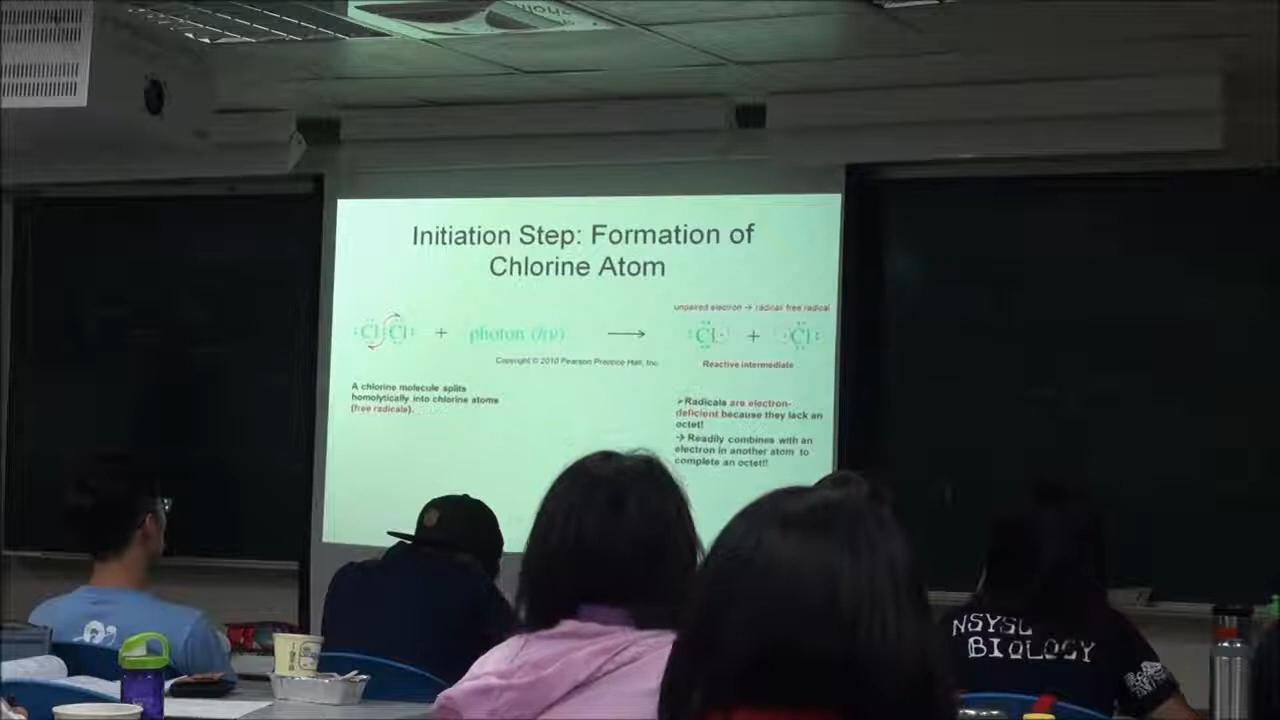 Initiation Step: Formation of
Chlorine Atom
unpaired electron → radical/free radical
:Cl:Cl: + photon (hν) → :Cl· + ·Cl:
Copyright © 2010 Pearson Prentice Hall, Inc.
Reactive intermediate
A chlorine molecule splits
homolytically into chlorine atoms
(free radicals).
➢Radicals are electron-
deficient because they lack an
octet!
→ Readily combines with an
electron in another atom to
complete an octet!!
NSYSU
BIOLOGY